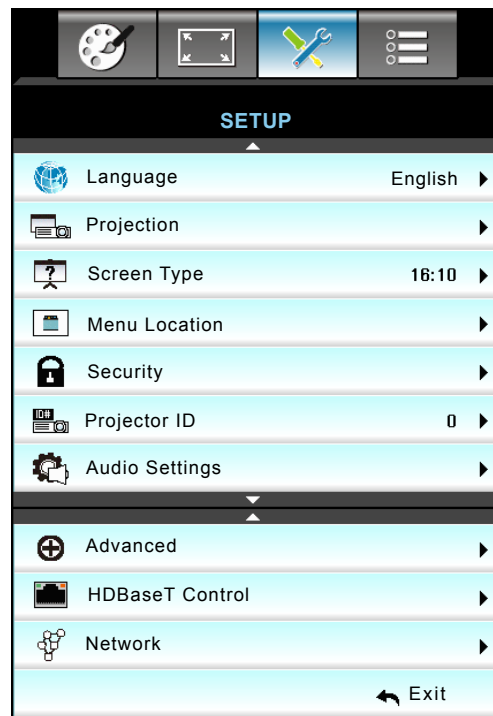 SETUP
Language English
Projection
? Screen Type 16:10
Menu Location
Security
ID# Projector ID 0
Audio Settings
Advanced
HDBaseT Control
Network
Exit